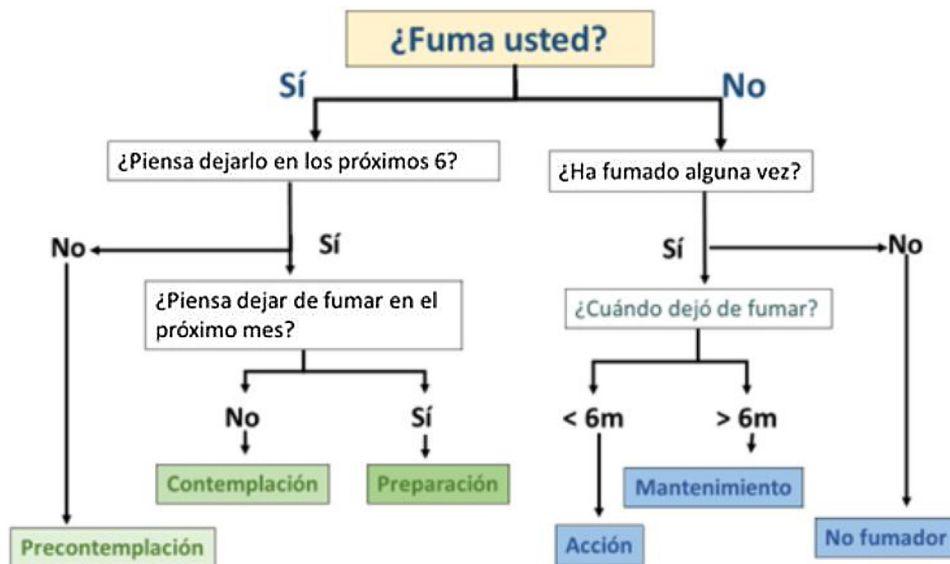 ¿Fuma usted?
Sí
No
¿Piensa dejarlo en los próximos 6?
¿Ha fumado alguna vez?
No
Sí
Sí
No
¿Piensa dejar de fumar en el
próximo mes?
¿Cuándo dejó de fumar?
No
Sí
< 6m
> 6m
Contemplación
Preparación
Mantenimiento
Precontemplación
Acción
No fumador